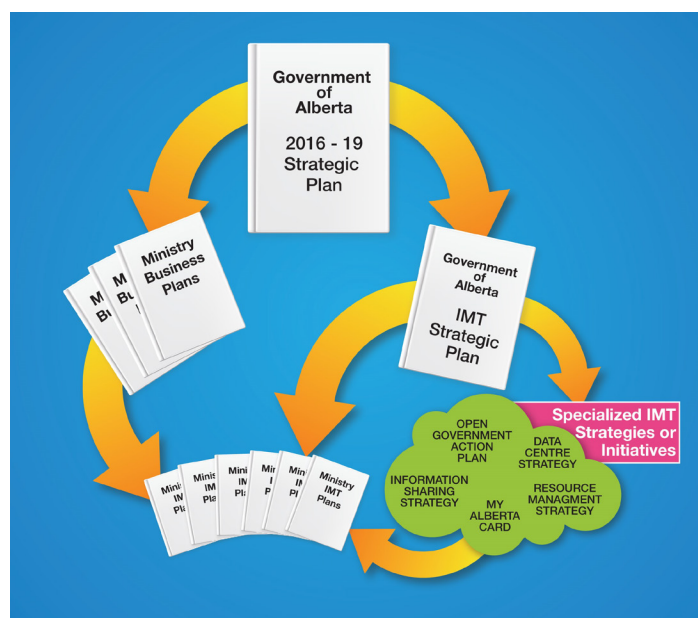 Government
of
Alberta
2016 - 19
Strategic
Plan
Ministry
Business
Plans
Government
of
Alberta
IMT
Strategic
Plan
Specialized IMT
Strategies or
Initiatives
OPEN
GOVERNMENT
ACTION
PLAN
DATA
CENTRE
STRATEGY
INFORMATION
SHARING
STRATEGY
MY
ALBERTA
CARD
RESOURCE
MANAGMENT
STRATEGY
Ministry
IMT
Plans